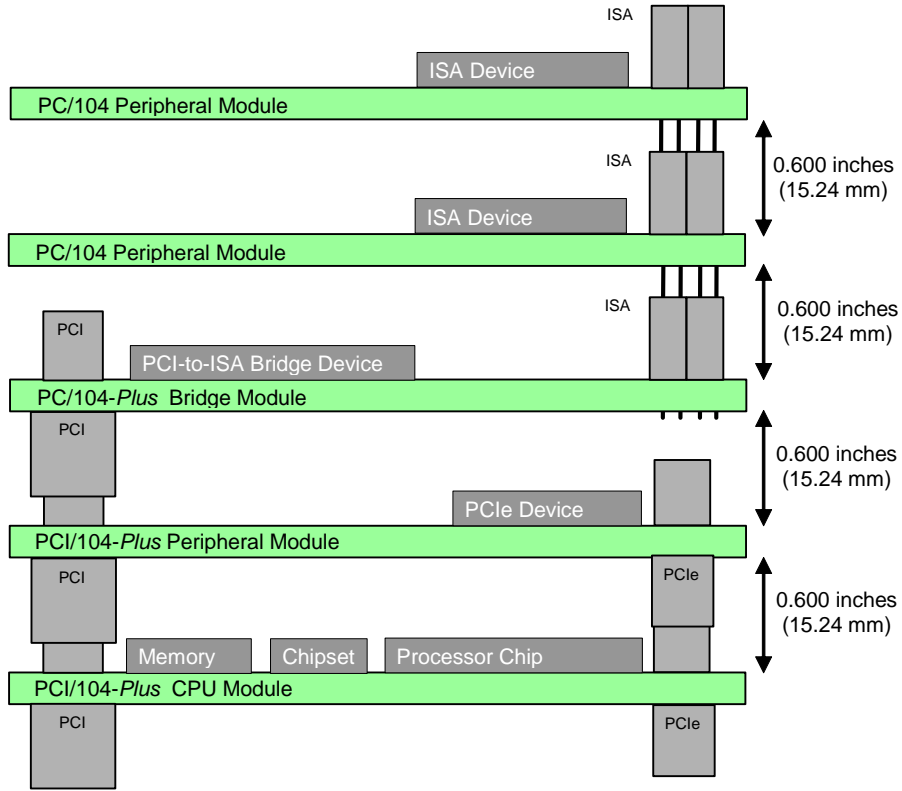 ISA
ISA Device
PC/104 Peripheral Module
0.600 inches
(15.24 mm)
ISA
ISA Device
PC/104 Peripheral Module
0.600 inches
(15.24 mm)
ISA
PCI
PCI-to-ISA Bridge Device
PC/104-Plus Bridge Module
PCI
0.600 inches
(15.24 mm)
PCIe Device
PCI/104-Plus Peripheral Module
PCI
PCIe
0.600 inches
(15.24 mm)
Memory
Chipset
Processor Chip
PCI/104-Plus CPU Module
PCI
PCIe